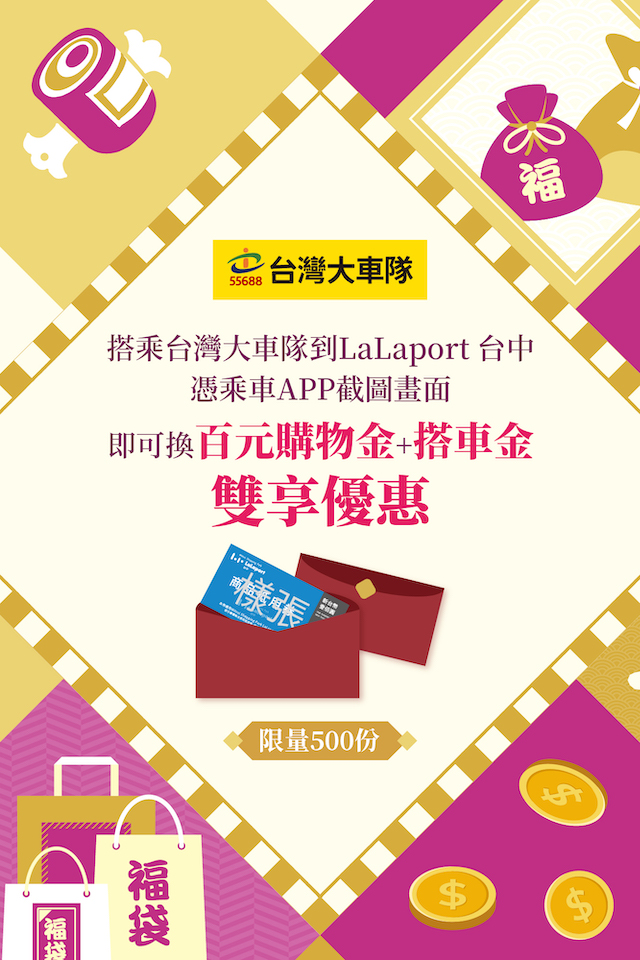 福
55688
台灣大車隊
搭乘台灣大車隊到LaLaport 台中
憑乘車APP截圖畫面
即可換百元購物金+搭車金
雙享優惠
LaLaport
樣張
限量500份
福袋
福袋